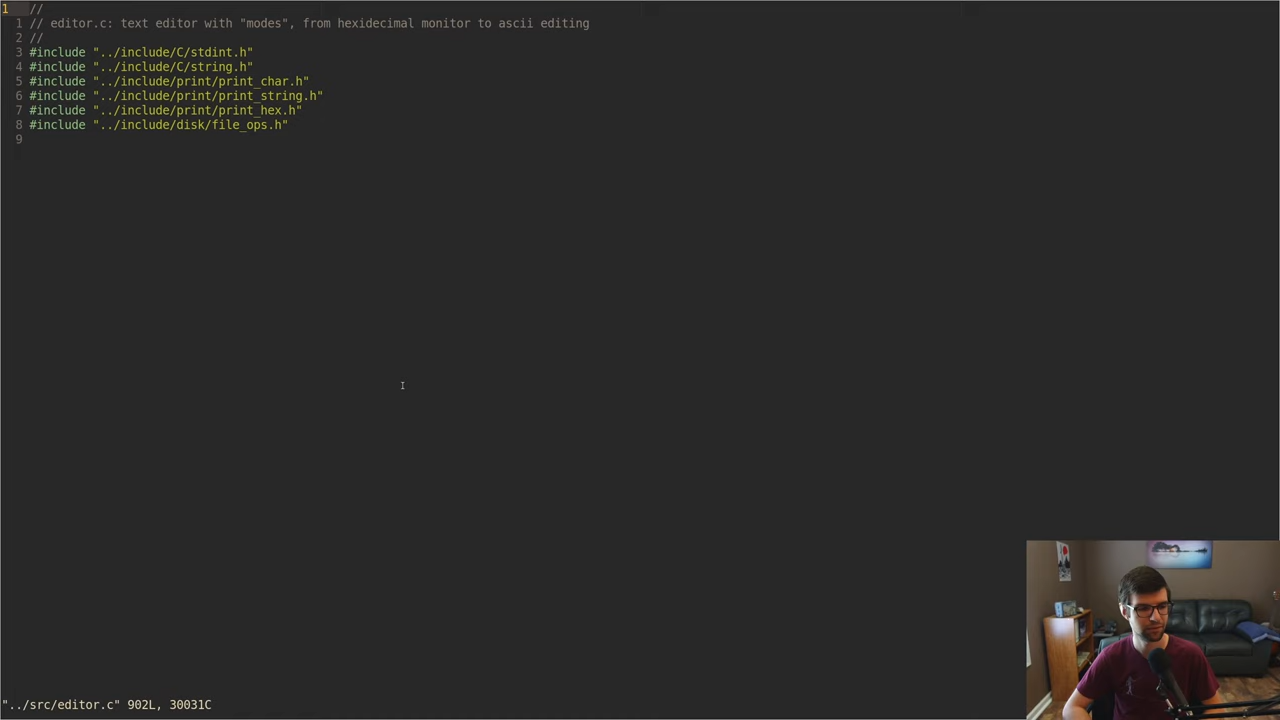 1 //
1 // editor.c: text editor with "modes", from hexidecimal monitor to ascii editing
2 //
3 #include "../include/C/stdint.h"
4 #include "../include/C/string.h"
5 #include "../include/print/print_char.h"
6 #include "../include/print/print_string.h"
7 #include "../include/print/print_hex.h"
8 #include "../include/disk/file_ops.h"
9
"../src/editor.c" 902L, 30031C